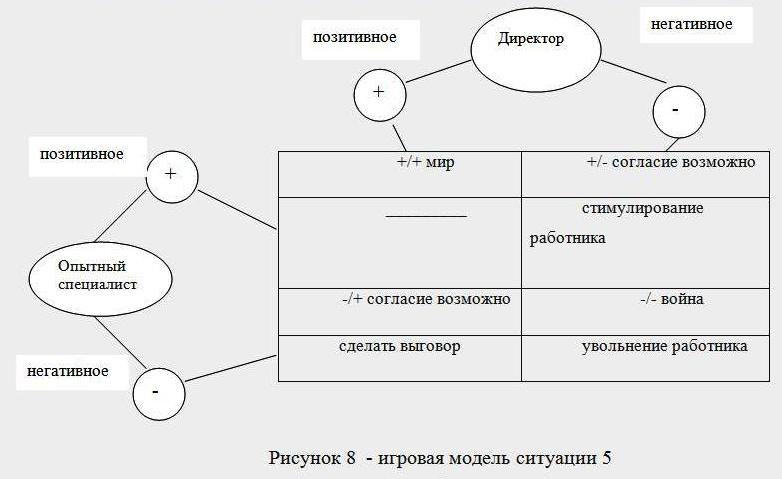 позитивное
Директор
негативное
+
-
позитивное
+
+/+ мир
+/- согласие возможно
_________
стимулирование
работника
Опытный
специалист
-/+ согласие возможно
-/- война
сделать выговор
увольнение работника
негативное
-
Рисунок 8 - игровая модель ситуации 5